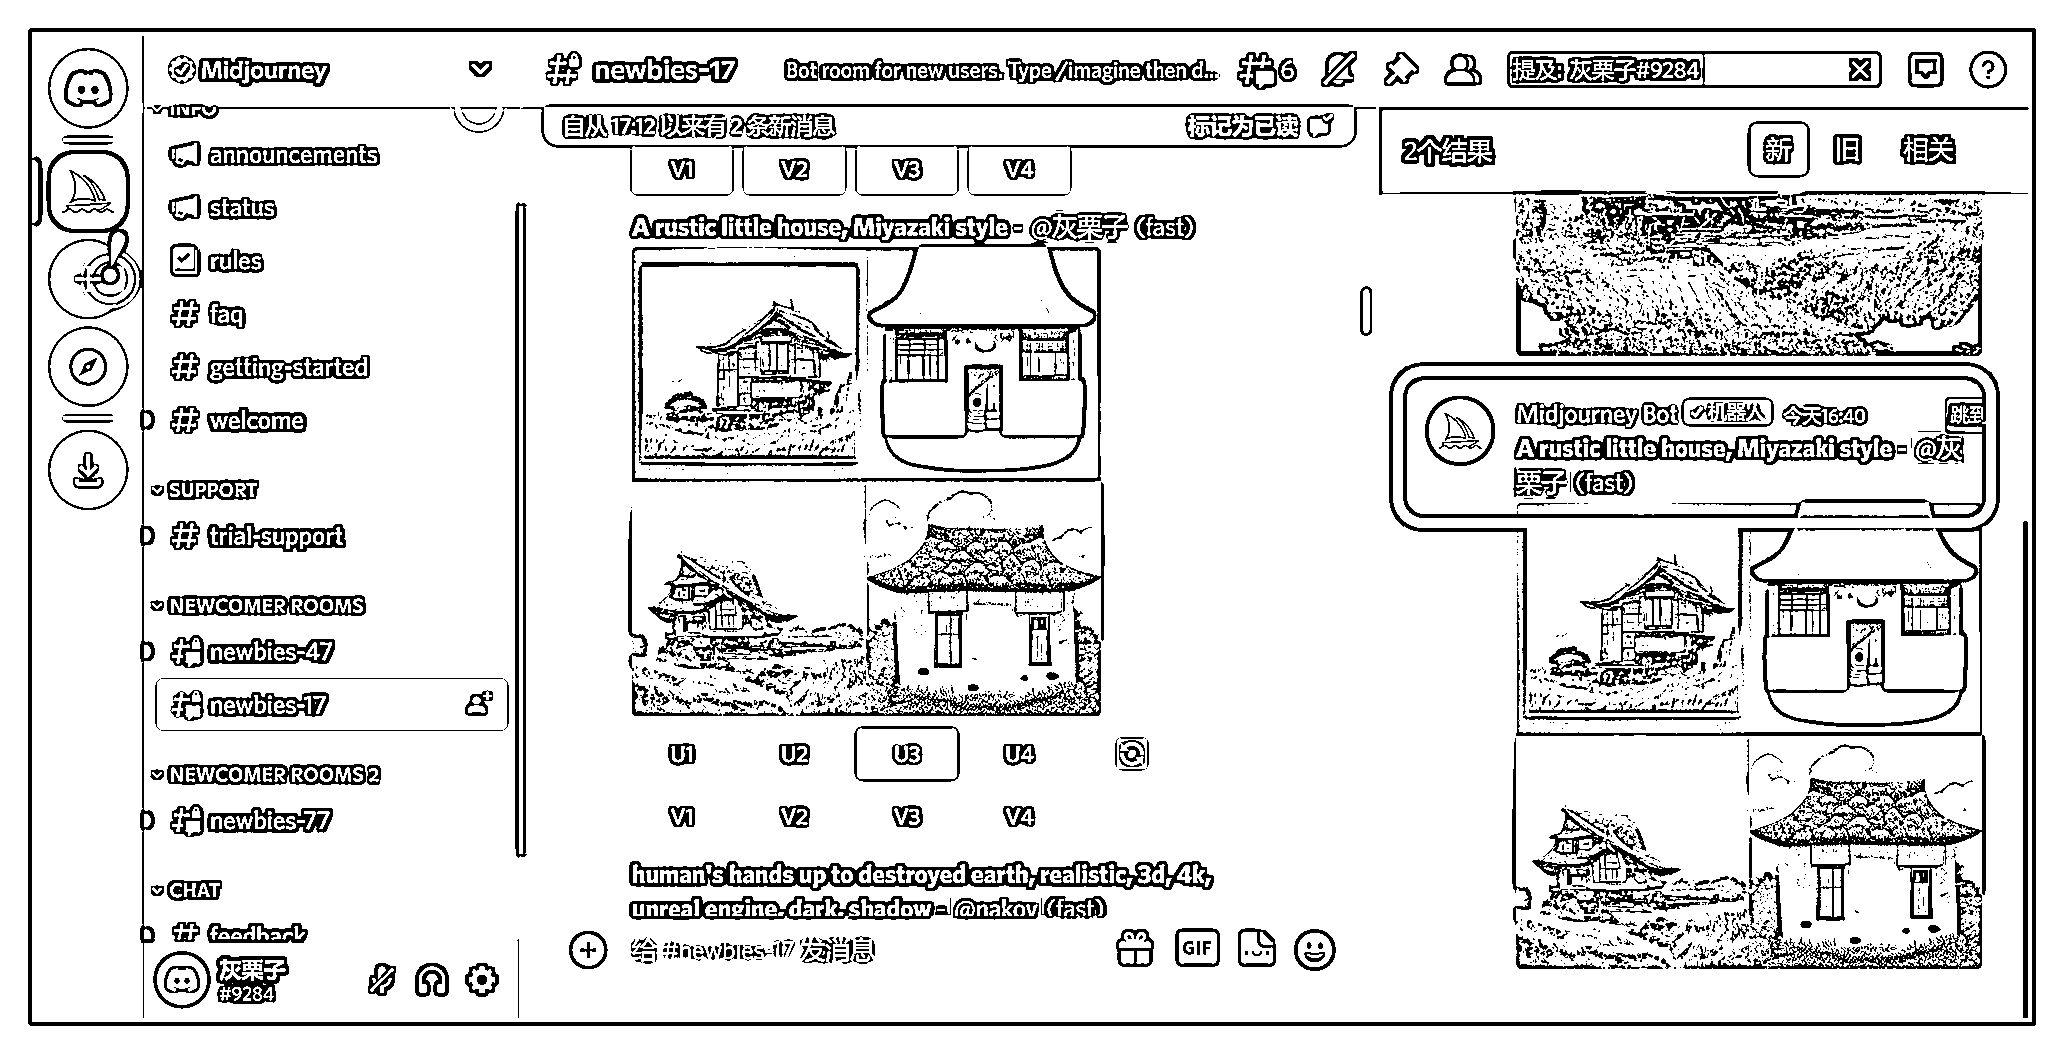 Midjourney
INFO
announcements
status
rules
faq
getting-started
welcome
SUPPORT
trial-support
NEWCOMER ROOMS
newbies-47
newbies-17
NEWCOMER ROOMS 2
newbies-77
CHAT
feedback
灰栗子
#9284
newbies-17
Bot room for new users. Type /imagine then d...
6
提及: 灰栗子#9284
自从 17:12 以来有 2 条新消息
标记为已读
V1 V2 V3 V4
A rustic little house, Miyazaki style - @灰栗子 (fast)
U1 U2 U3 U4
V1 V2 V3 V4
human's hands up to destroyed earth, realistic, 3d, 4k,
unreal engine. dark. shadow - @nakov (fast)
给 #newbies-17 发消息
GIF
2个结果
新 旧 相关
Midjourney Bot 机器人 今天16:40 跳到
A rustic little house, Miyazaki style - @灰
栗子 (fast)